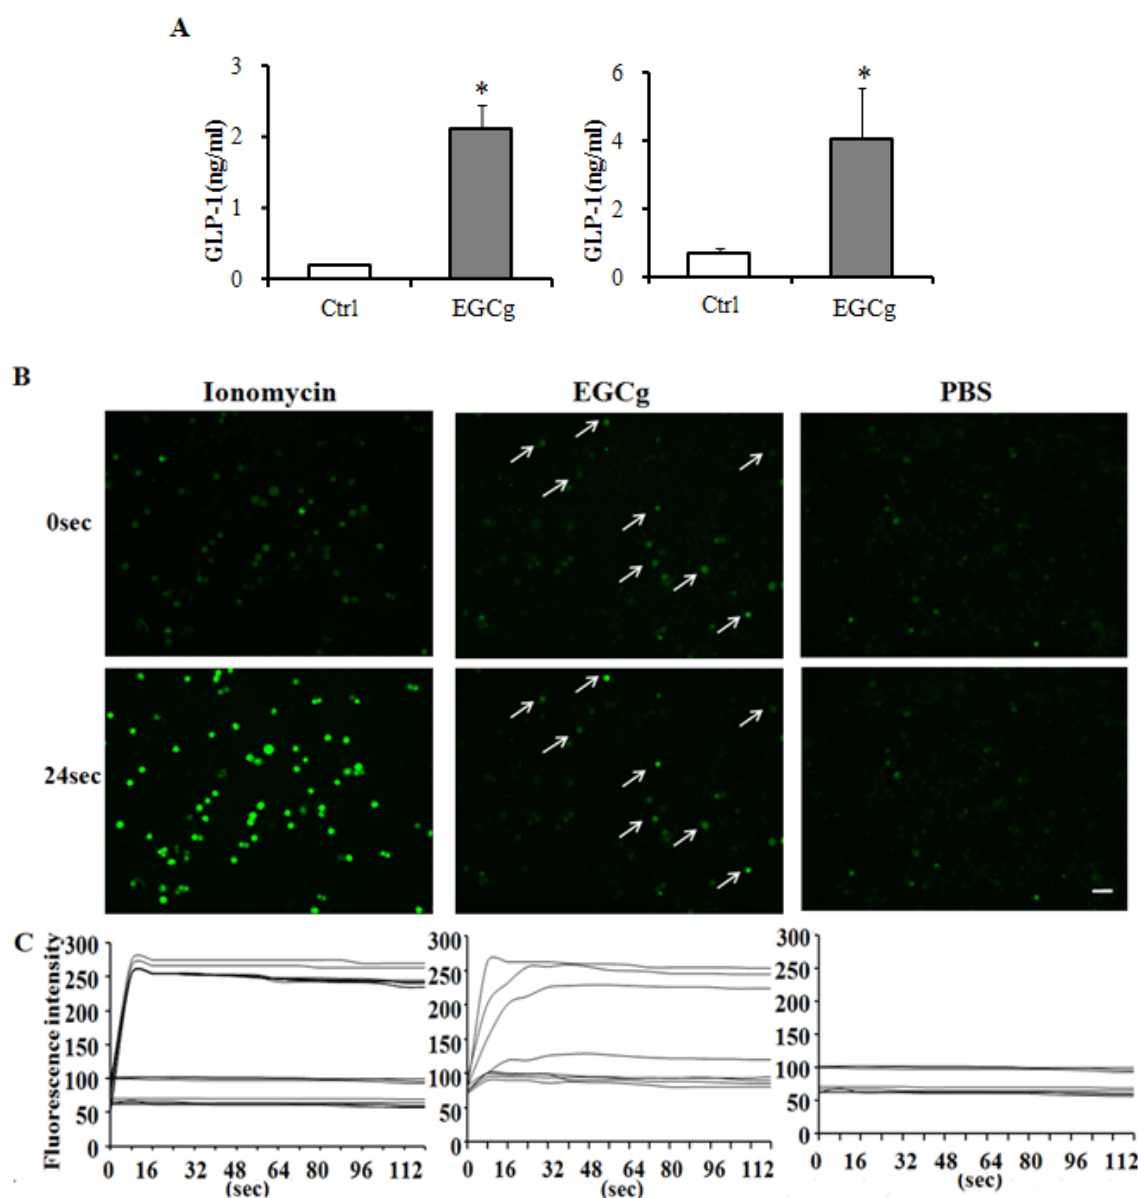 A
3
2
1
0
GLP-1 (ng/ml)
*
Ctrl
EGCg
6
4
2
0
GLP-1 (ng/ml)
*
Ctrl
EGCg
B
Ionomycin
EGCg
PBS
0sec
24sec
C
Fluorescence intensity
300
250
200
150
100
50
0
0 16 32 48 64 80 96 112
(sec)
300
250
200
150
100
50
0
0 16 32 48 64 80 96 112
(sec)
300
250
200
150
100
50
0
0 16 32 48 64 80 96 112
(sec)